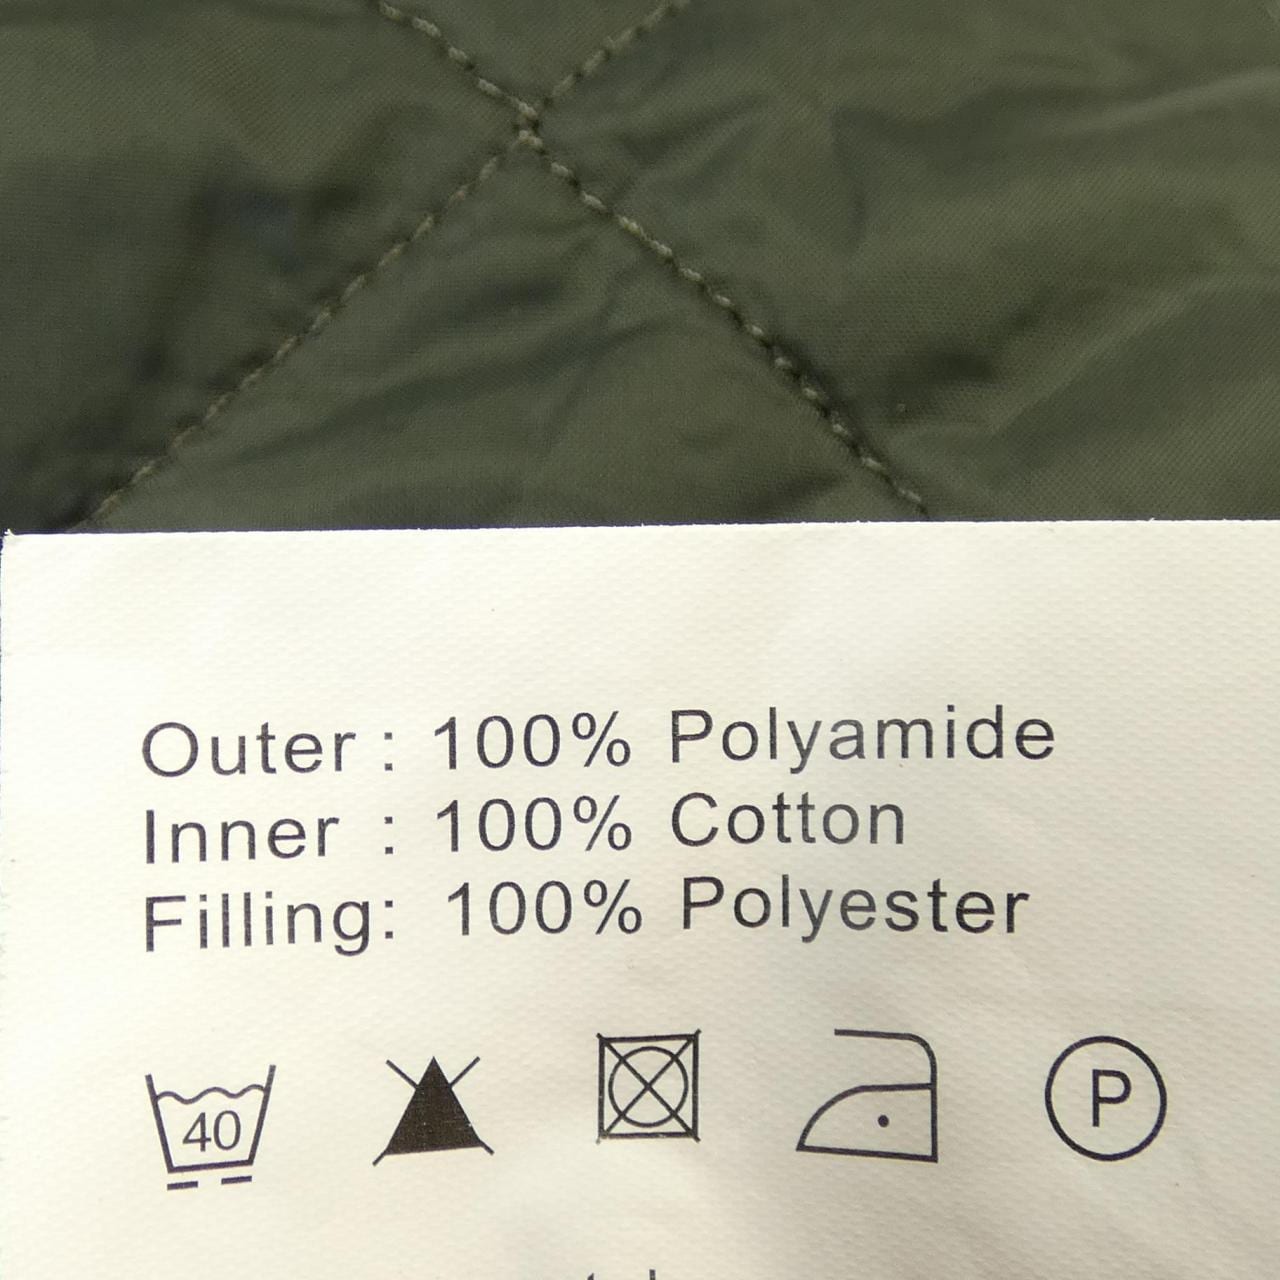 Outer : 100% Polyamide
Inner : 100% Cotton
Filling: 100% Polyester
40
P